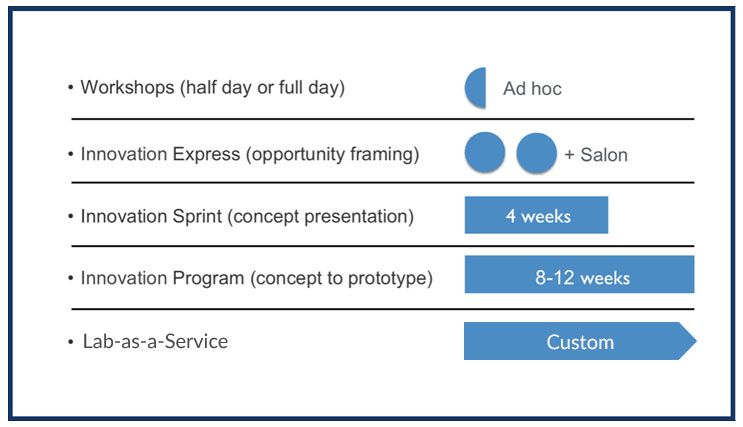 • Workshops (half day or full day) Ad hoc
• Innovation Express (opportunity framing) + Salon
• Innovation Sprint (concept presentation) 4 weeks
• Innovation Program (concept to prototype) 8-12 weeks
• Lab-as-a-Service Custom